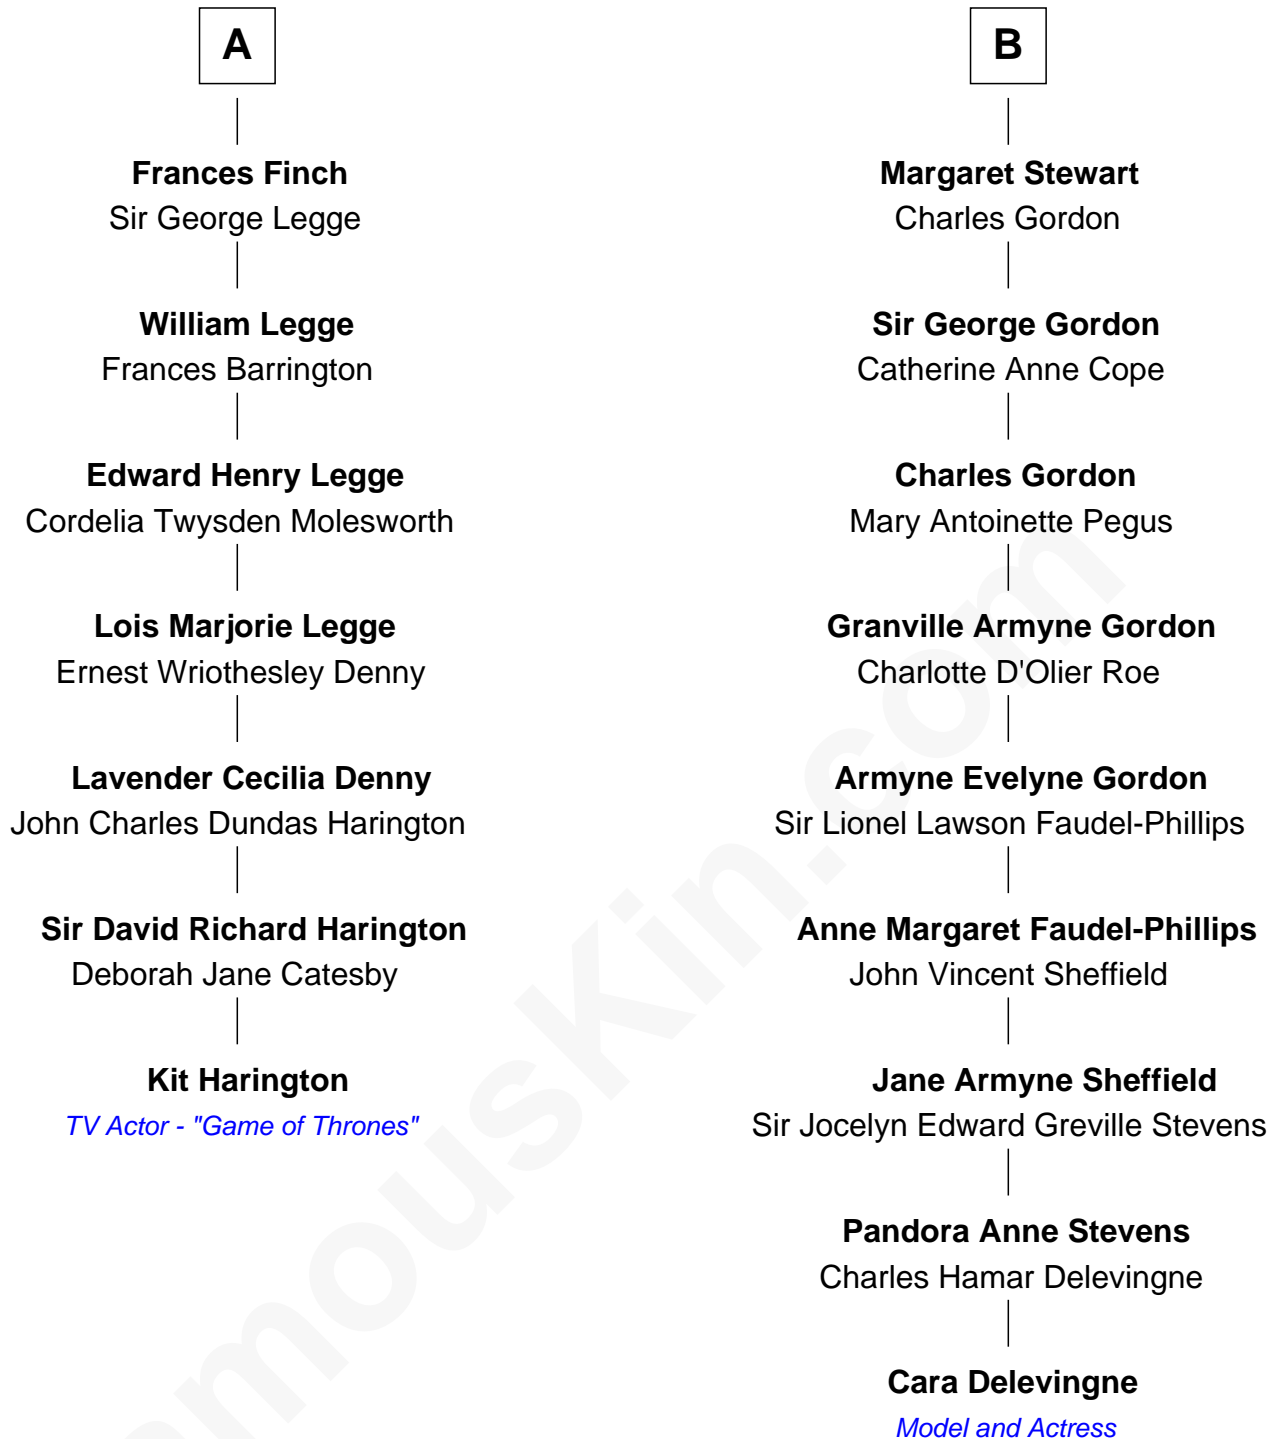 A
Frances Finch
Sir George Legge
William Legge
Frances Barrington
Edward Henry Legge
Cordelia Twysden Molesworth
Lois Marjorie Legge
Ernest Wriothesley Denny
Lavender Cecilia Denny
John Charles Dundas Harington
Sir David Richard Harington
Deborah Jane Catesby
Kit Harington
TV Actor - "Game of Thrones"
B
Margaret Stewart
Charles Gordon
Sir George Gordon
Catherine Anne Cope
Charles Gordon
Mary Antoinette Pegus
Granville Armyne Gordon
Charlotte D'Olier Roe
Armyne Evelyne Gordon
Sir Lionel Lawson Faudel-Phillips
Anne Margaret Faudel-Phillips
John Vincent Sheffield
Jane Armyne Sheffield
Sir Jocelyn Edward Greville Stevens
Pandora Anne Stevens
Charles Hamar Delevingne
Cara Delevingne
Model and Actress
amouskin.com